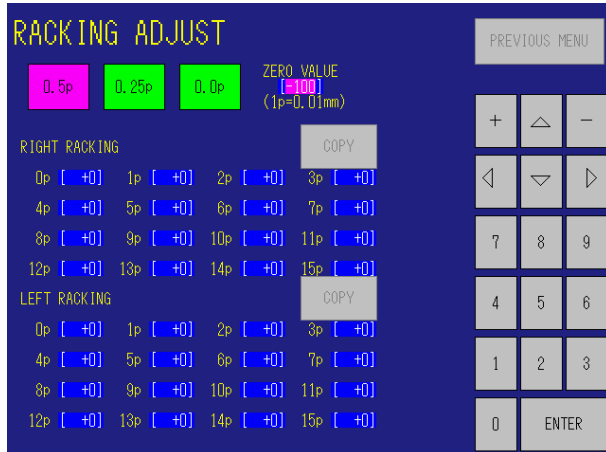 RACKING ADJUST
PREVIOUS MENU
0.5p 0.25p 0.0p
ZERO VALUE
[-100]
(1p=0.01mm)
RIGHT RACKING
COPY
0p [ +0] 1p [ +0] 2p [ +0] 3p [ +0]
4p [ +0] 5p [ +0] 6p [ +0] 7p [ +0]
8p [ +0] 9p [ +0] 10p [ +0] 11p [ +0]
12p [ +0] 13p [ +0] 14p [ +0] 15p [ +0]
LEFT RACKING
COPY
0p [ +0] 1p [ +0] 2p [ +0] 3p [ +0]
4p [ +0] 5p [ +0] 6p [ +0] 7p [ +0]
8p [ +0] 9p [ +0] 10p [ +0] 11p [ +0]
12p [ +0] 13p [ +0] 14p [ +0] 15p [ +0]
+ △ −
◁ ▽ ▷
7 8 9
4 5 6
1 2 3
0 ENTER